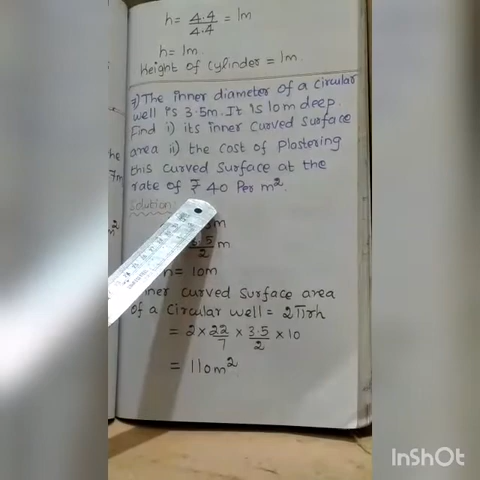 h = 4.4/4.4 = 1m
h = 1m.
Height of cylinder = 1m.
7) The inner diameter of a circular
well is 3.5m. It is 10m deep.
Find i) its inner curved surface
area ii) the cost of plastering
this curved surface at the
rate of ₹ 40 Per m²
Solution:
m
3.5/2 m
h = 10m
curved surface area
of a circular well = 2πrh
= 2 × 22/7 × 3.5/2 × 10
= 110m²
he
7m
InShOt